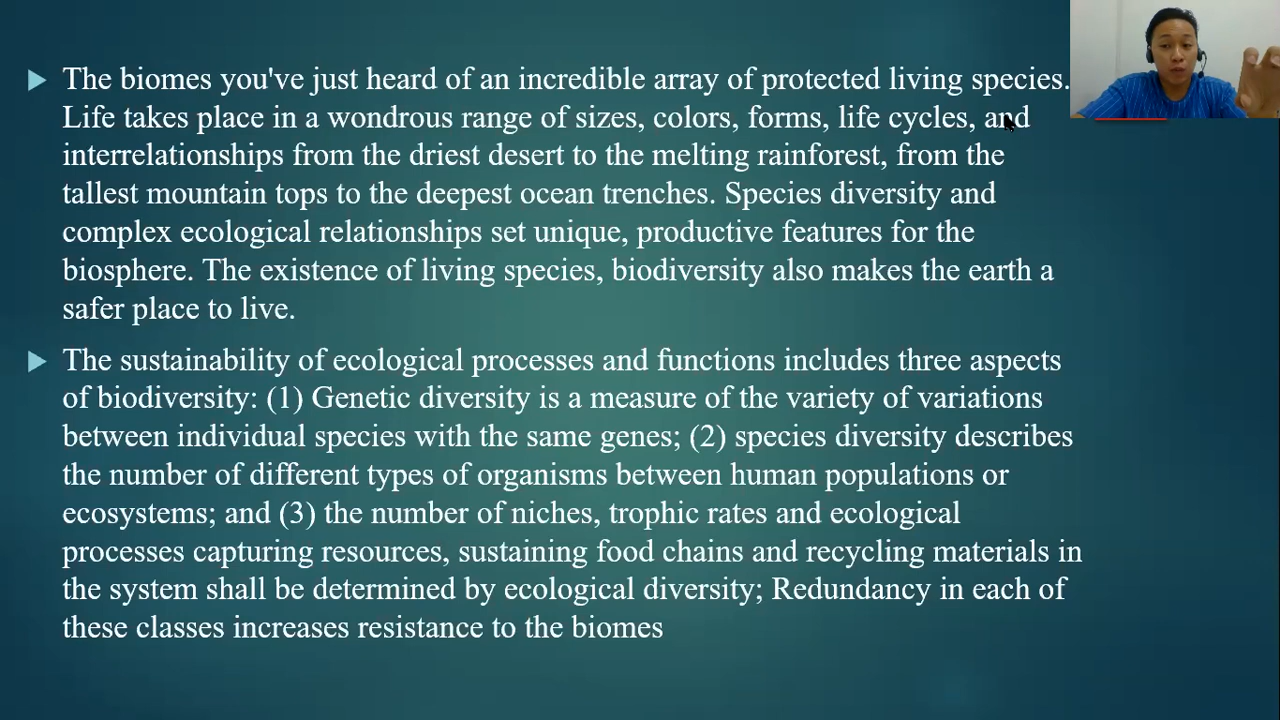 The biomes you've just heard of an incredible array of protected living species.
Life takes place in a wondrous range of sizes, colors, forms, life cycles, and
interrelationships from the driest desert to the melting rainforest, from the
tallest mountain tops to the deepest ocean trenches. Species diversity and
complex ecological relationships set unique, productive features for the
biosphere. The existence of living species, biodiversity also makes the earth a
safer place to live.
The sustainability of ecological processes and functions includes three aspects
of biodiversity: (1) Genetic diversity is a measure of the variety of variations
between individual species with the same genes; (2) species diversity describes
the number of different types of organisms between human populations or
ecosystems; and (3) the number of niches, trophic rates and ecological
processes capturing resources, sustaining food chains and recycling materials in
the system shall be determined by ecological diversity; Redundancy in each of
these classes increases resistance to the biomes